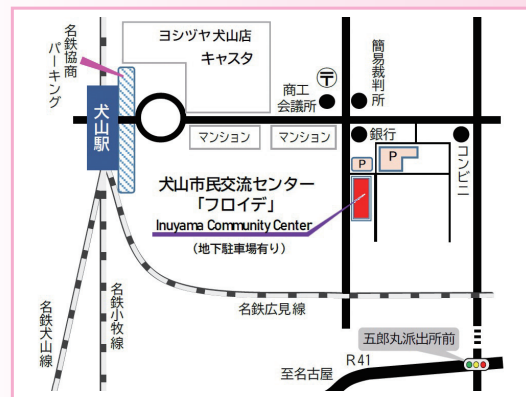 名鉄協商
パーキング
ヨシヅヤ犬山店
キャスタ
簡易裁判所
〒
商工
会議所
犬山駅
マンション
マンション
銀行
コンビニ
P
P
犬山市民交流センター
「フロイデ」
Inuyama Community Center
(地下駐車場有り)
名鉄広見線
名鉄小牧線
名鉄犬山線
五郎丸派出所前
R41
至名古屋